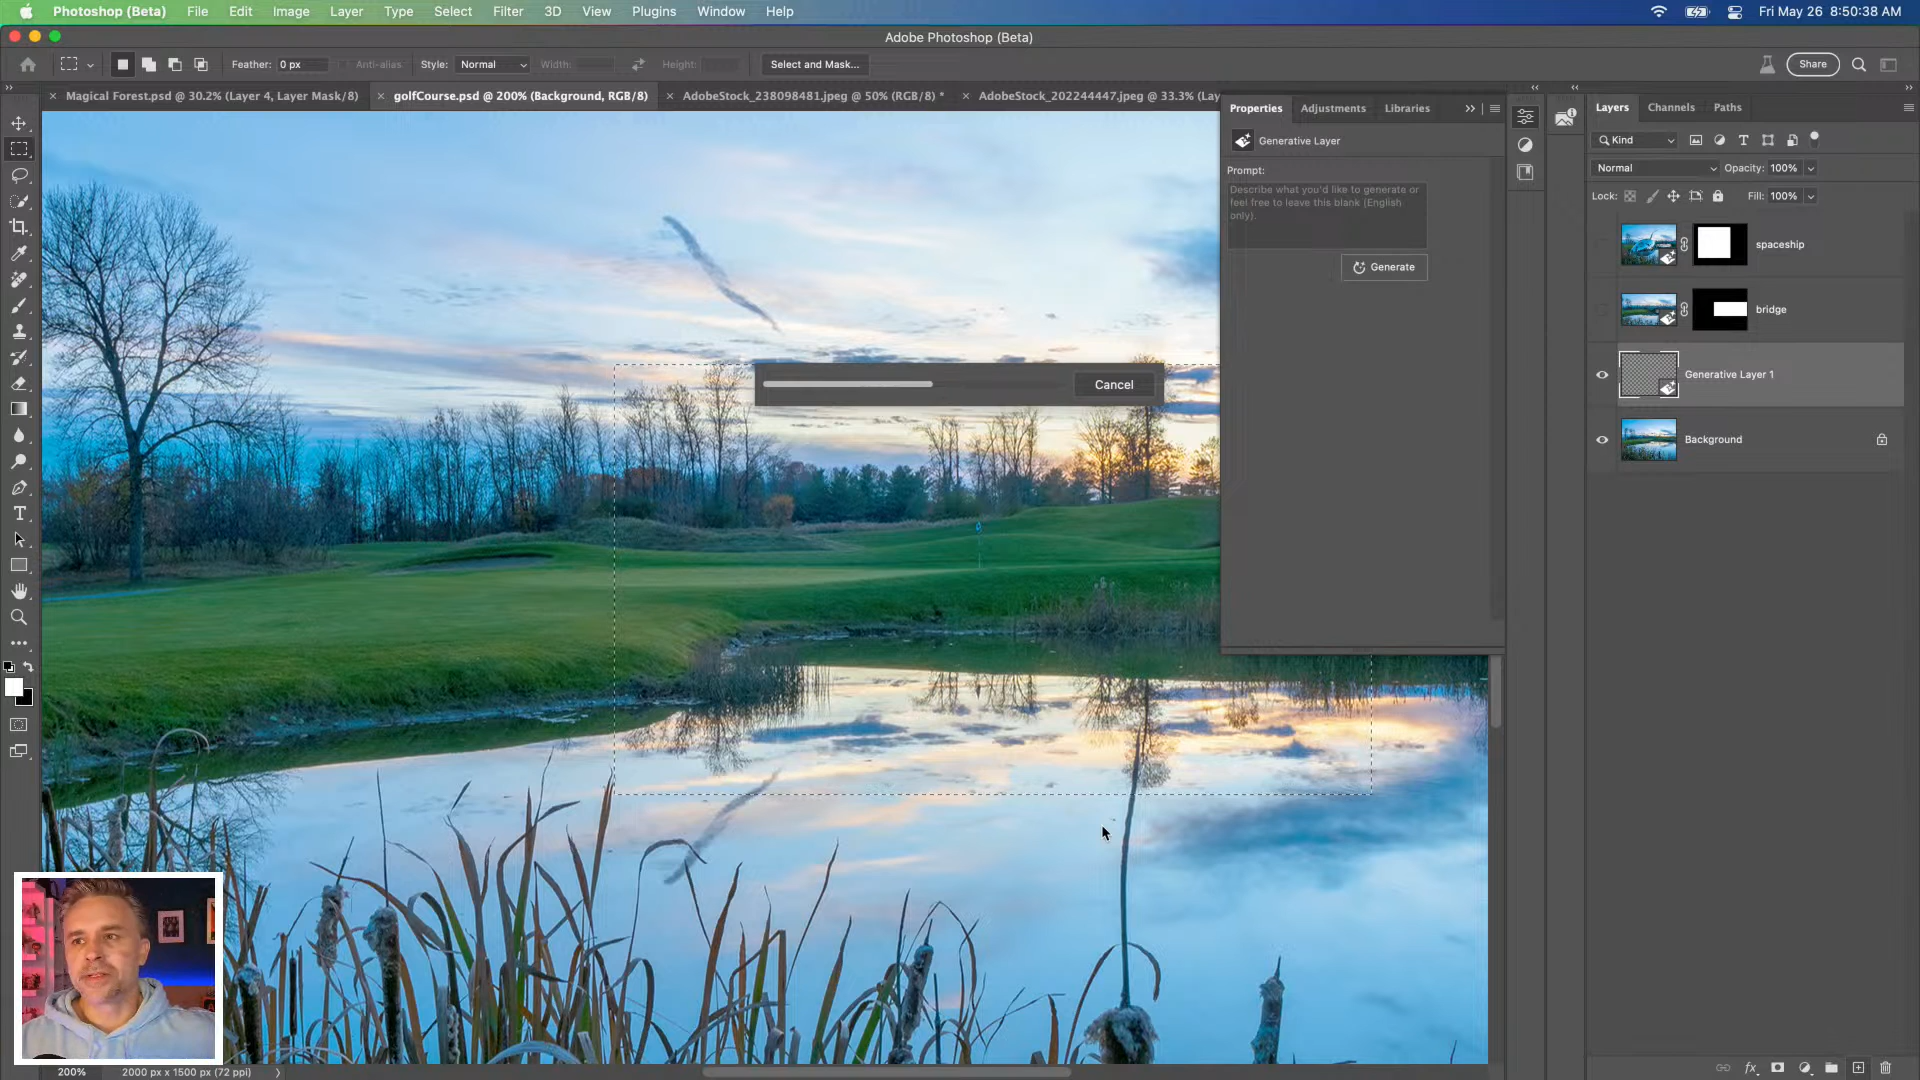 Photoshop (Beta) File Edit Image Layer Type Select Filter 3D View Plugins Window Help Fri May 26 8:50:38 AM
Adobe Photoshop (Beta)
Feather: 0 px Anti-alias Style: Normal Width: Height: Select and Mask... Share
Magical Forest.psd @ 30.2% (Layer 4, Layer Mask/8) golfCourse.psd @ 200% (Background, RGB/8) AdobeStock_238098481.jpeg @ 50% (RGB/8) * AdobeStock_202244447.jpeg @ 33.3% (Lay
Properties Adjustments Libraries
Generative Layer
Prompt:
Describe what you'd like to generate or
feel free to leave this blank (English
only).
Generate
Cancel
Layers Channels Paths
Kind
Normal Opacity: 100%
Lock: Fill: 100%
spaceship
bridge
Generative Layer 1
Background
200% 2000 px x 1500 px (72 ppi)